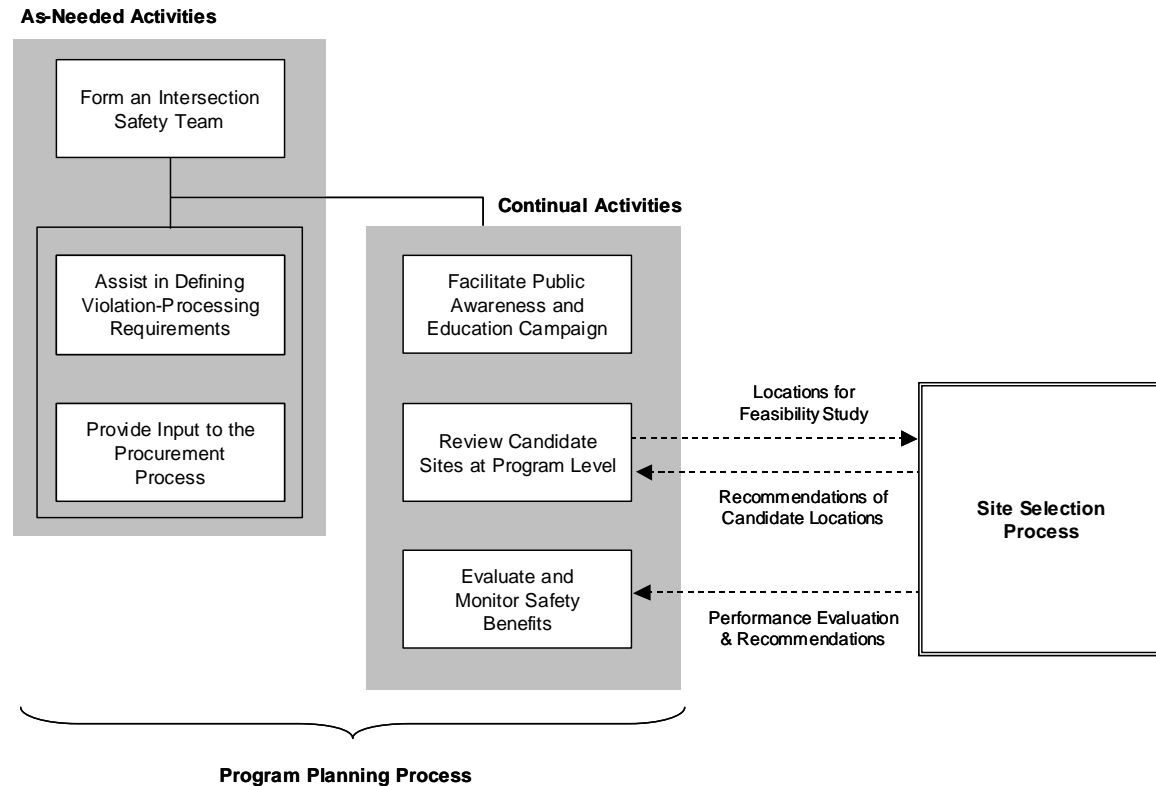 As-Needed Activities
Form an Intersection
Safety Team
Assist in Defining
Violation-Processing
Requirements
Provide Input to the
Procurement
Process
Continual Activities
Facilitate Public
Awareness and
Education Campaign
Review Candidate
Sites at Program Level
Evaluate and
Monitor Safety
Benefits
Locations for
Feasibility Study
Recommendations of
Candidate Locations
Performance Evaluation
& Recommendations
Site Selection
Process
Program Planning Process